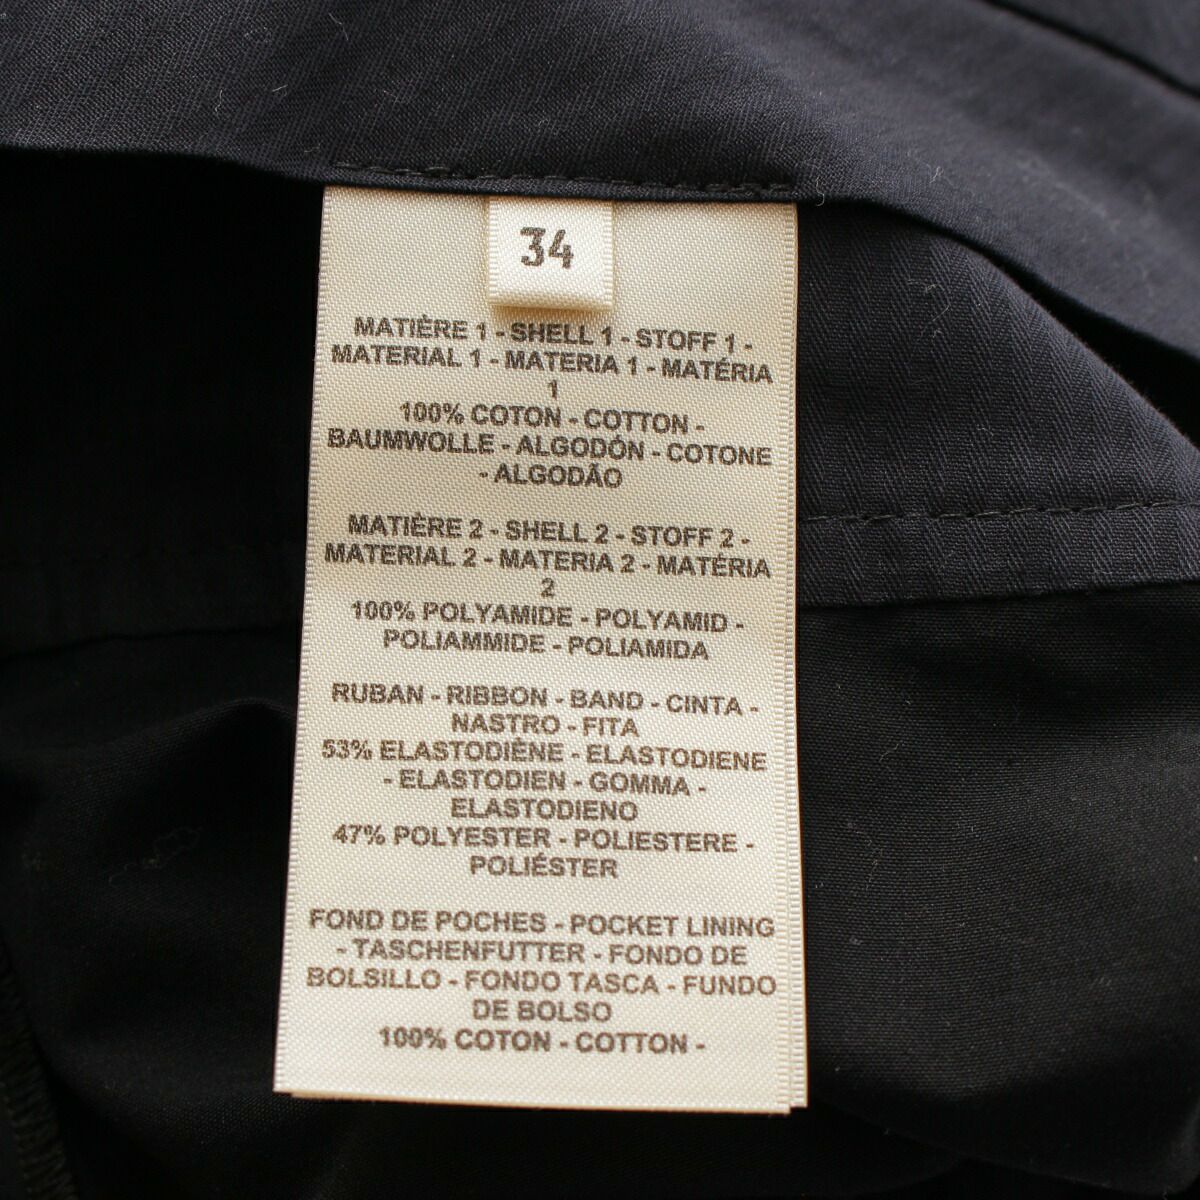 34
MATIÈRE 1 - SHELL 1 - STOFF 1 -
MATERIAL 1 - MATERIA 1 - MATÉRIA
1
100% COTON - COTTON -
BAUMWOLLE - ALGODÓN - COTONE
- ALGODÃO
MATIÈRE 2 - SHELL 2 - STOFF 2 -
MATERIAL 2 - MATERIA 2 - MATÉRIA
2
100% POLYAMIDE - POLYAMID -
POLIAMMIDE - POLIAMIDA
RUBAN - RIBBON - BAND - CINTA -
NASTRO - FITA
53% ELASTODIÈNE - ELASTODIENE
- ELASTODIEN - GOMMA -
ELASTODIENO
47% POLYESTER - POLIESTERE -
POLIÉSTER
FOND DE POCHES - POCKET LINING
- TASCHENFUTTER - FONDO DE
BOLSILLO - FONDO TASCA - FUNDO
DE BOLSO
100% COTON - COTTON -